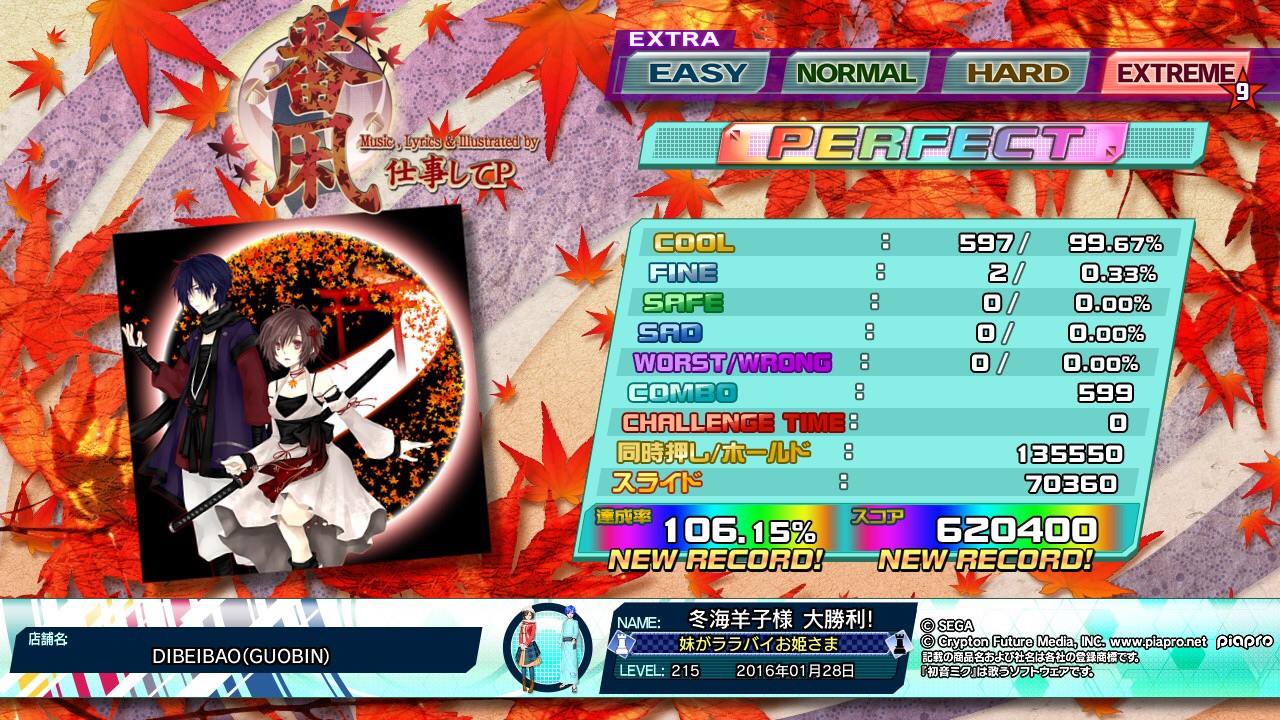 番凩
Music , Lyrics & Illustrated by
仕事してP
EXTRA
EASY NORMAL HARD EXTREME 9
PERFECT
COOL : 597/ 99.67%
FINE : 2/ 0.33%
SAFE : 0/ 0.00%
SAD : 0/ 0.00%
WORST/WRONG : 0/ 0.00%
COMBO : 599
CHALLENGE TIME : 0
同時押し/ホールド : 135550
スライド : 70360
達成率 106.15% スコア 620400
NEW RECORD! NEW RECORD!
店舗名
DIBEIBAO(GUOBIN)
NAME: 冬海羊子様 大勝利!
妹がララバイお姫さま
LEVEL: 215 2016年01月28日
© SEGA
© Crypton Future Media, INC. www.piapro.net piapro
記載の商品名および社名は各社の登録商標です。
『初音ミク』は歌うソフトウェアです。